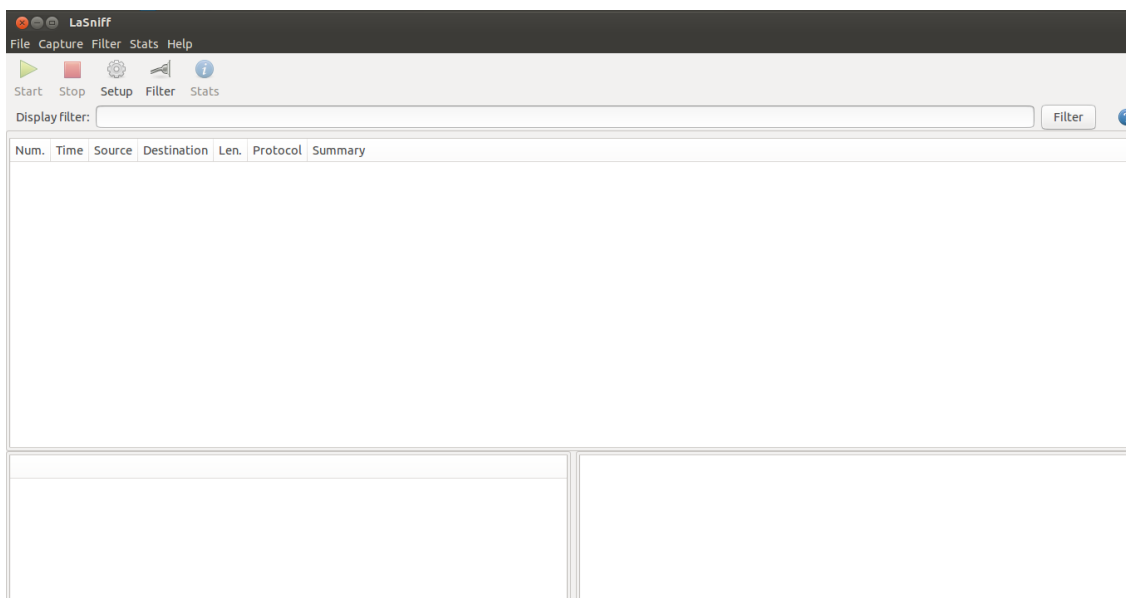 LaSniff
File Capture Filter Stats Help
Start Stop Setup Filter Stats
Display filter: Filter
Num. Time Source Destination Len. Protocol Summary